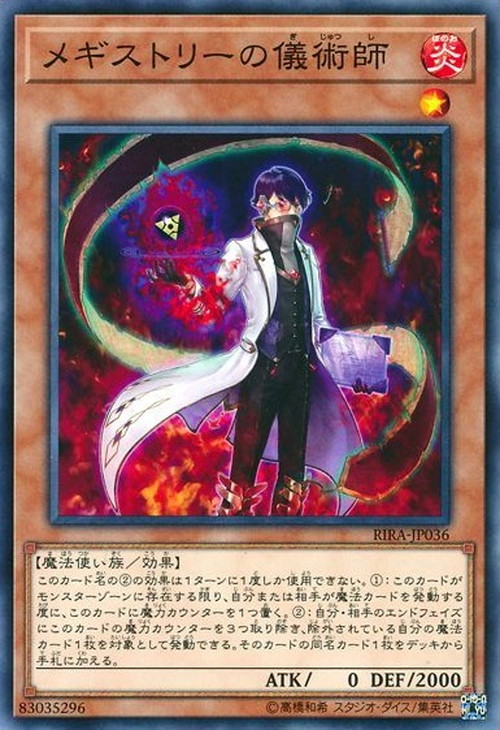 メギストリーの儀術師
炎
RIRA-JP036
【魔法使い族／効果】
このカード名の②の効果は１ターンに１度しか使用できない。①：このカードが
モンスターゾーンに存在する限り、自分または相手が魔法カードを発動する
度に、このカードに魔力カウンターを１つ置く。②：自分・相手のエンドフェイズ
にこのカードの魔力カウンターを３つ取り除き、除外されている自分の魔法
カード１枚を対象として発動できる。そのカードの同名カード１枚をデッキから
手札に加える。
ATK/ 0 DEF/2000
83035296 ©高橋和希 スタジオ・ダイス/集英社